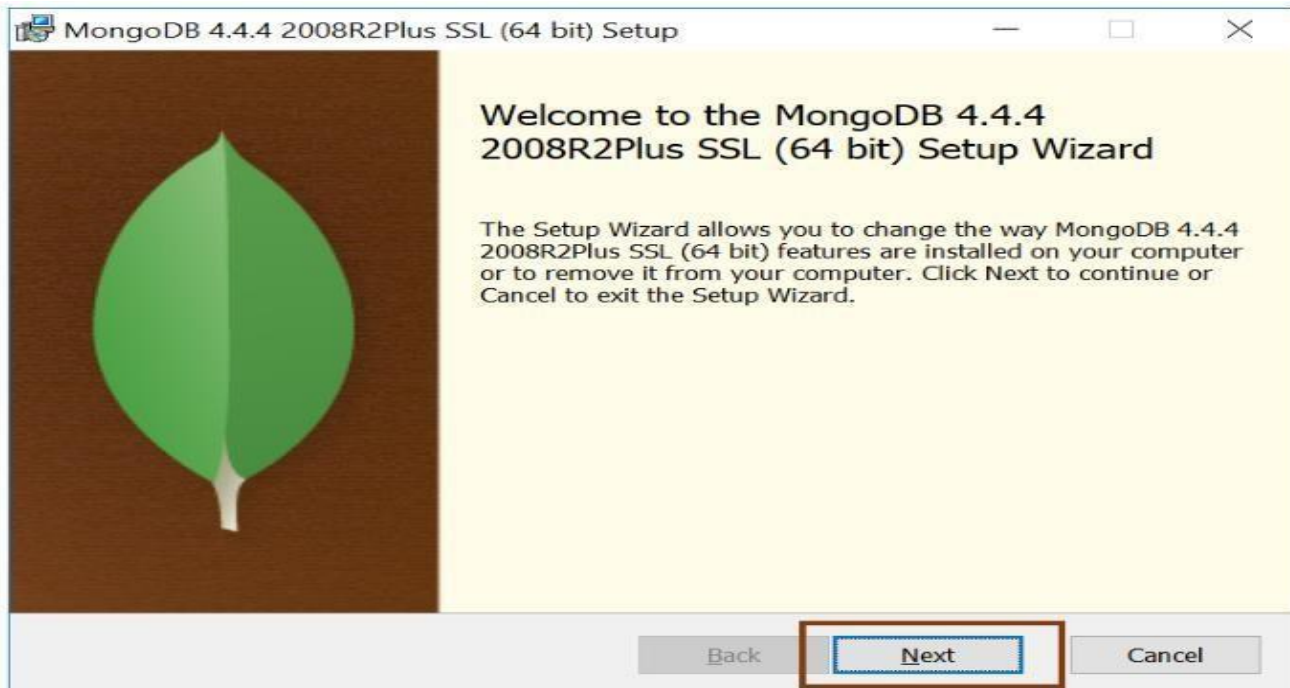 MongoDB 4.4.4 2008R2Plus SSL (64 bit) Setup
Welcome to the MongoDB 4.4.4
2008R2Plus SSL (64 bit) Setup Wizard
The Setup Wizard allows you to change the way MongoDB 4.4.4
2008R2Plus SSL (64 bit) features are installed on your computer
or to remove it from your computer. Click Next to continue or
Cancel to exit the Setup Wizard.
Back
Next
Cancel